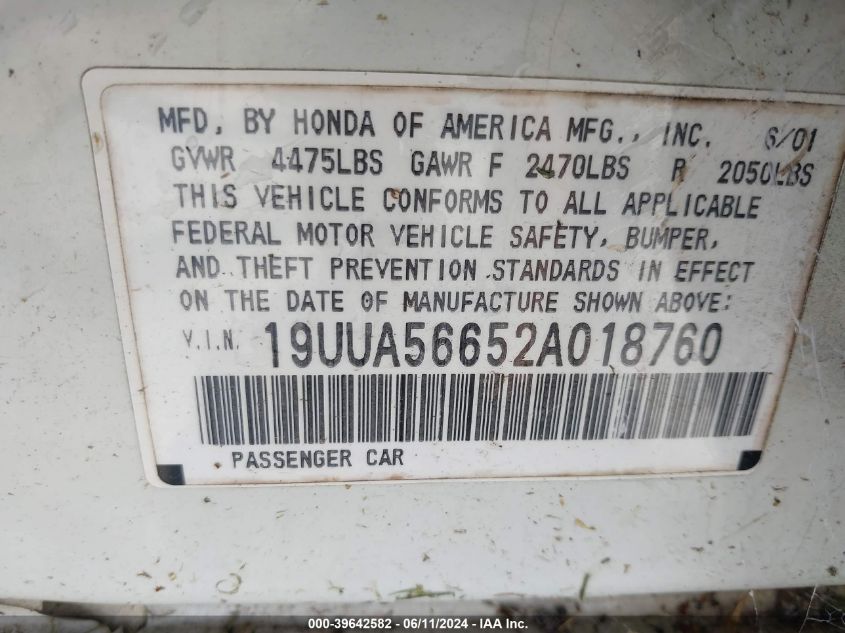 MFD. BY HONDA OF AMERICA MFG., INC. 6/01
GVWR 4475LBS GAWR F 2470LBS R 2050LBS
THIS VEHICLE CONFORMS TO ALL APPLICABLE
FEDERAL MOTOR VEHICLE SAFETY, BUMPER,
AND THEFT PREVENTION STANDARDS IN EFFECT
ON THE DATE OF MANUFACTURE SHOWN ABOVE:
V.I.N. 19UUA56652A018760
PASSENGER CAR
000-39642582 - 06/11/2024 - IAA Inc.